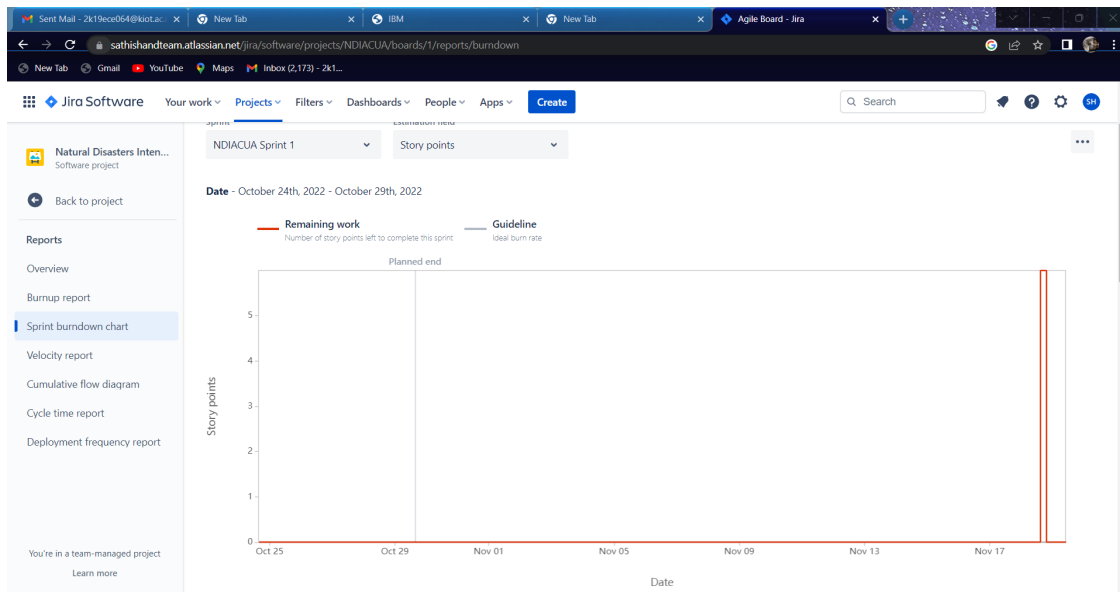 Sent Mail - 2k19ece064@kiot.ac.
New Tab
IBM
New Tab
Agile Board - Jira
sathishandteam.atlassian.net/jira/software/projects/NDIACUA/boards/1/reports/burndown
New Tab Gmail YouTube Maps Inbox (2,173) - 2k1...
Jira Software Your work Projects Filters Dashboards People Apps Create Search SH
Natural Disasters Inten...
Software project
Back to project
Reports
Overview
Burnup report
Sprint burndown chart
Velocity report
Cumulative flow diagram
Cycle time report
Deployment frequency report
You're in a team-managed project
Learn more
Sprint Estimation field
NDIACUA Sprint 1 Story points
Date - October 24th, 2022 - October 29th, 2022
Remaining work
Number of story points left to complete this sprint
Guideline
Ideal burn rate
Planned end
Story points
5
4
3
2
1
0
Oct 25 Oct 29 Nov 01 Nov 05 Nov 09 Nov 13 Nov 17
Date